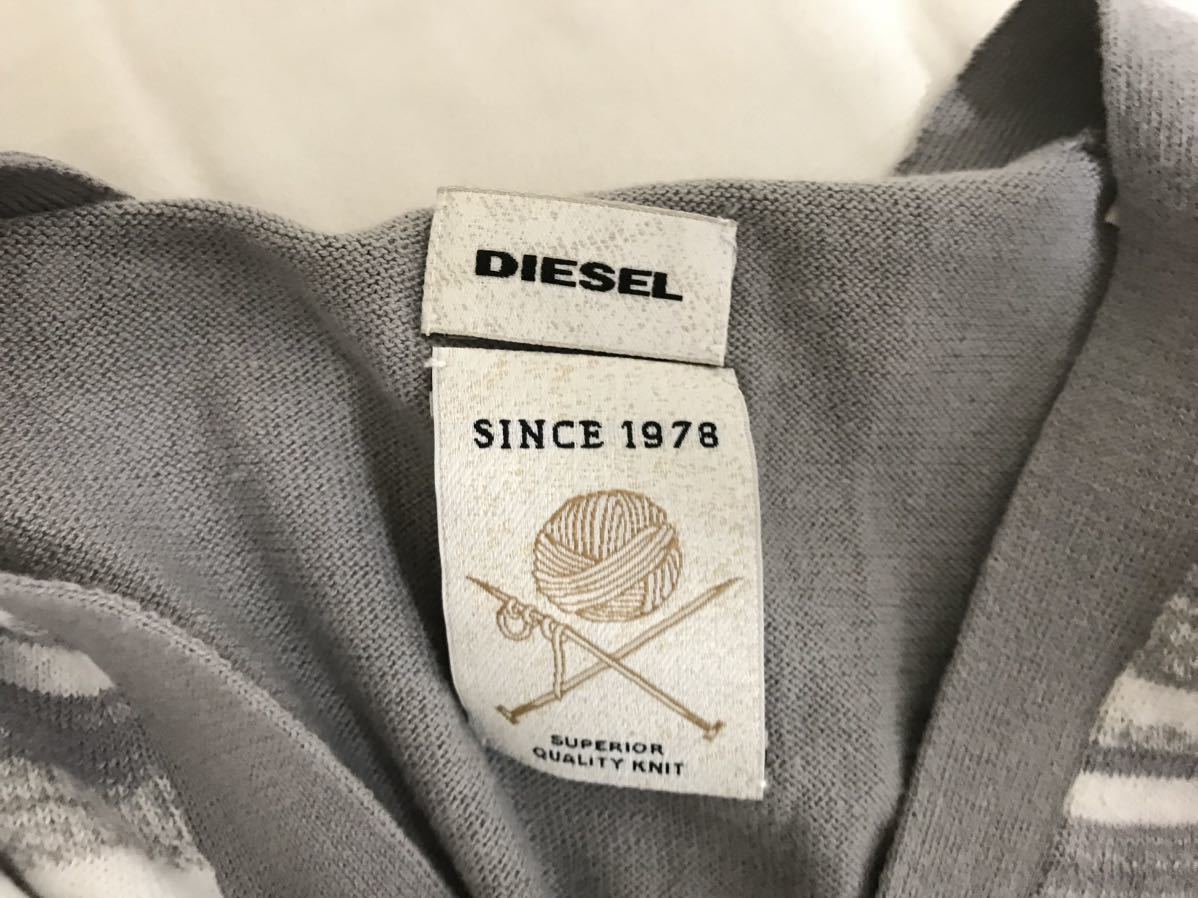 DIESEL
SINCE 1978
SUPERIOR
QUALITY KNIT